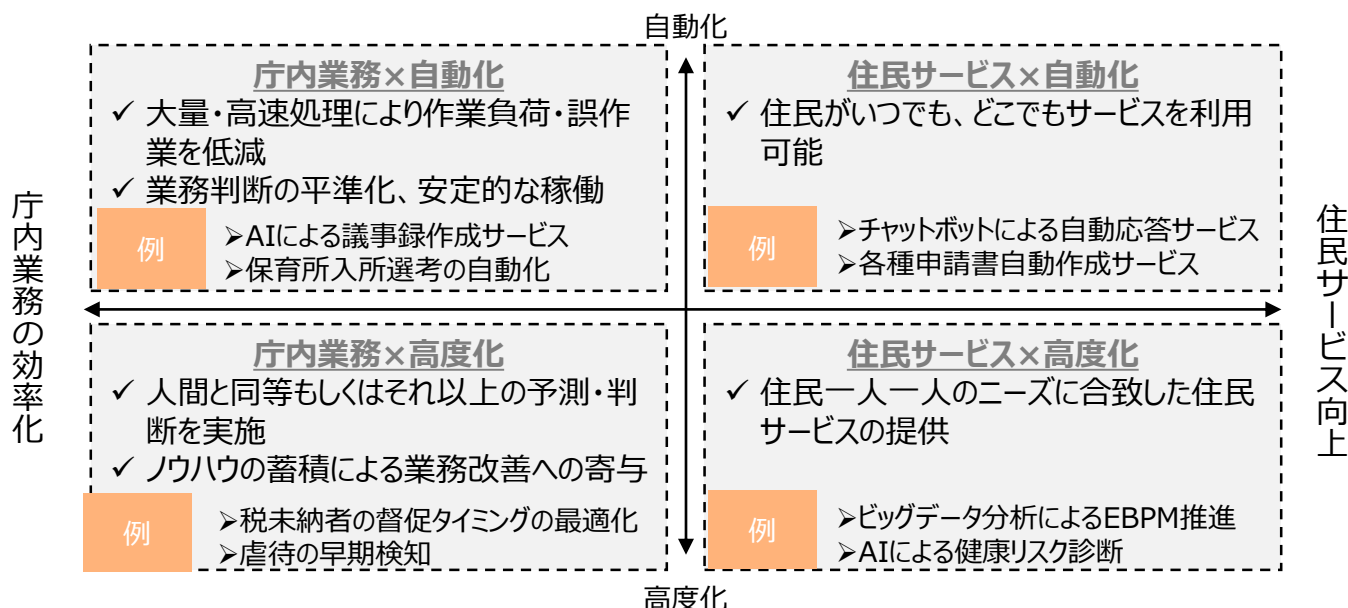 自動化
庁内業務×自動化
✓ 大量・高速処理により作業負荷・誤作
業を低減
✓ 業務判断の平準化、安定的な稼働
例
➢AIによる議事録作成サービス
➢保育所入所選考の自動化
住民サービス×自動化
✓ 住民がいつでも、どこでもサービスを利用
可能
例
➢チャットボットによる自動応答サービス
➢各種申請書自動作成サービス
庁内業務の効率化
住民サービス向上
庁内業務×高度化
✓ 人間と同等もしくはそれ以上の予測・判
断を実施
✓ ノウハウの蓄積による業務改善への寄与
例
➢税未納者の督促タイミングの最適化
➢虐待の早期検知
住民サービス×高度化
✓ 住民一人一人のニーズに合致した住民
サービスの提供
例
➢ビッグデータ分析によるEBPM推進
➢AIによる健康リスク診断
高度化